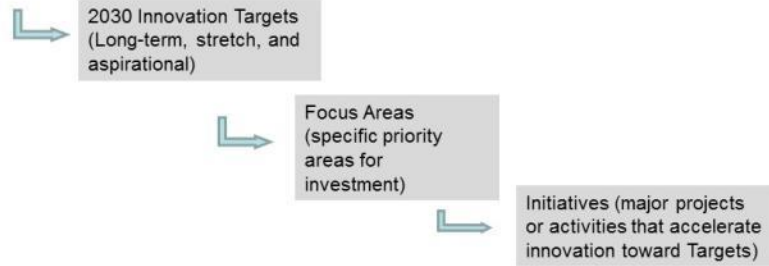 2030 Innovation Targets
(Long-term, stretch, and
aspirational)
Focus Areas
(specific priority
areas for
investment)
Initiatives (major projects
or activities that accelerate
innovation toward Targets)